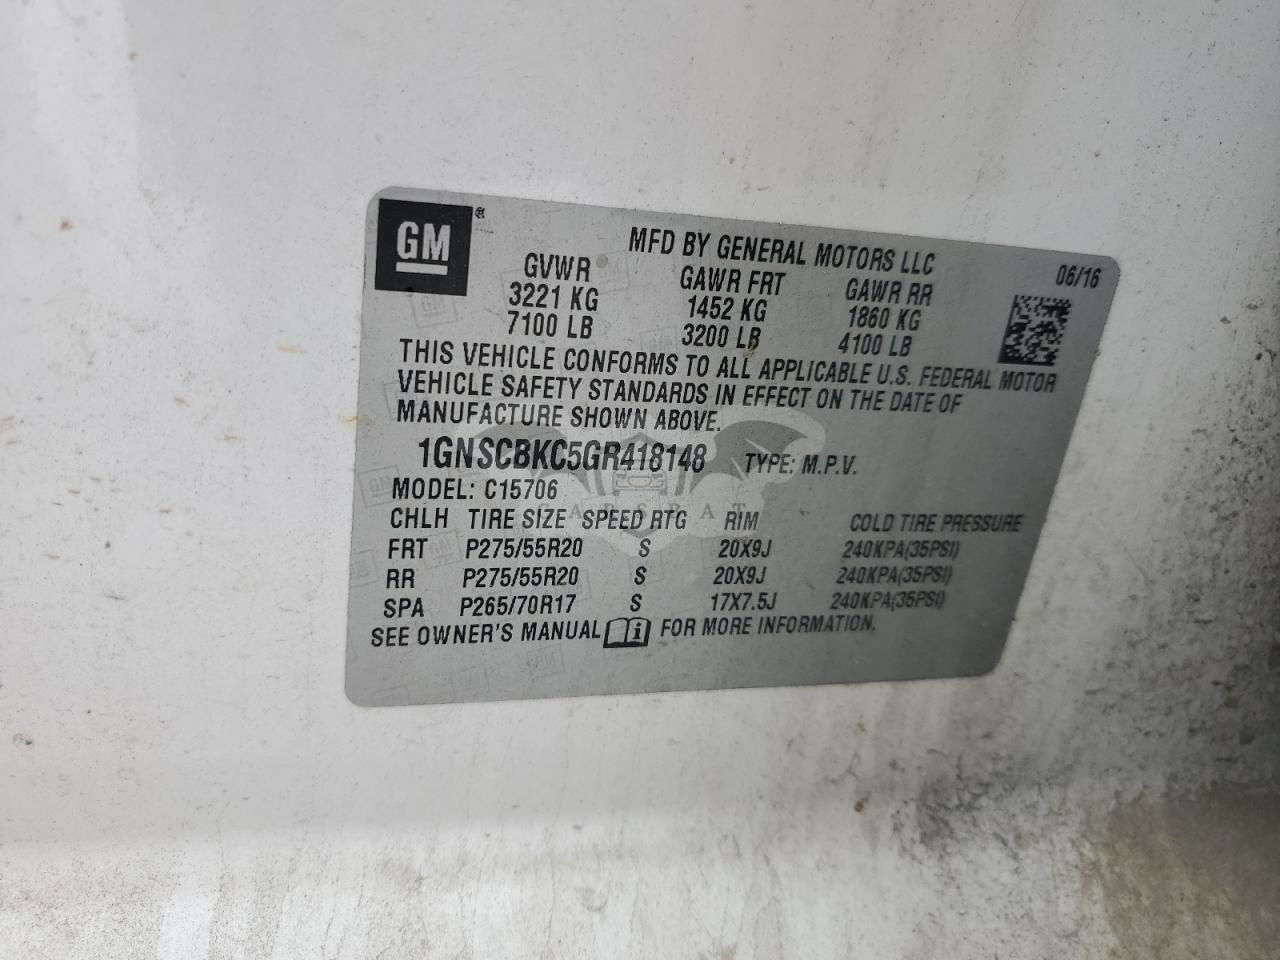 GM ®
MFD BY GENERAL MOTORS LLC 06/16
GVWR GAWR FRT GAWR RR
3221 KG 1452 KG 1860 KG
7100 LB 3200 LB 4100 LB
THIS VEHICLE CONFORMS TO ALL APPLICABLE U.S. FEDERAL MOTOR
VEHICLE SAFETY STANDARDS IN EFFECT ON THE DATE OF
MANUFACTURE SHOWN ABOVE.
1GNSCBKC5GR418148 TYPE: M.P.V.
MODEL: C15706
CARSRAT
CHLH TIRE SIZE SPEED RTG RIM COLD TIRE PRESSURE
FRT P275/55R20 S 20X9J 240KPA(35PSI)
RR P275/55R20 S 20X9J 240KPA(35PSI)
SPA P265/70R17 S 17X7.5J 240KPA(35PSI)
SEE OWNER'S MANUAL i FOR MORE INFORMATION.